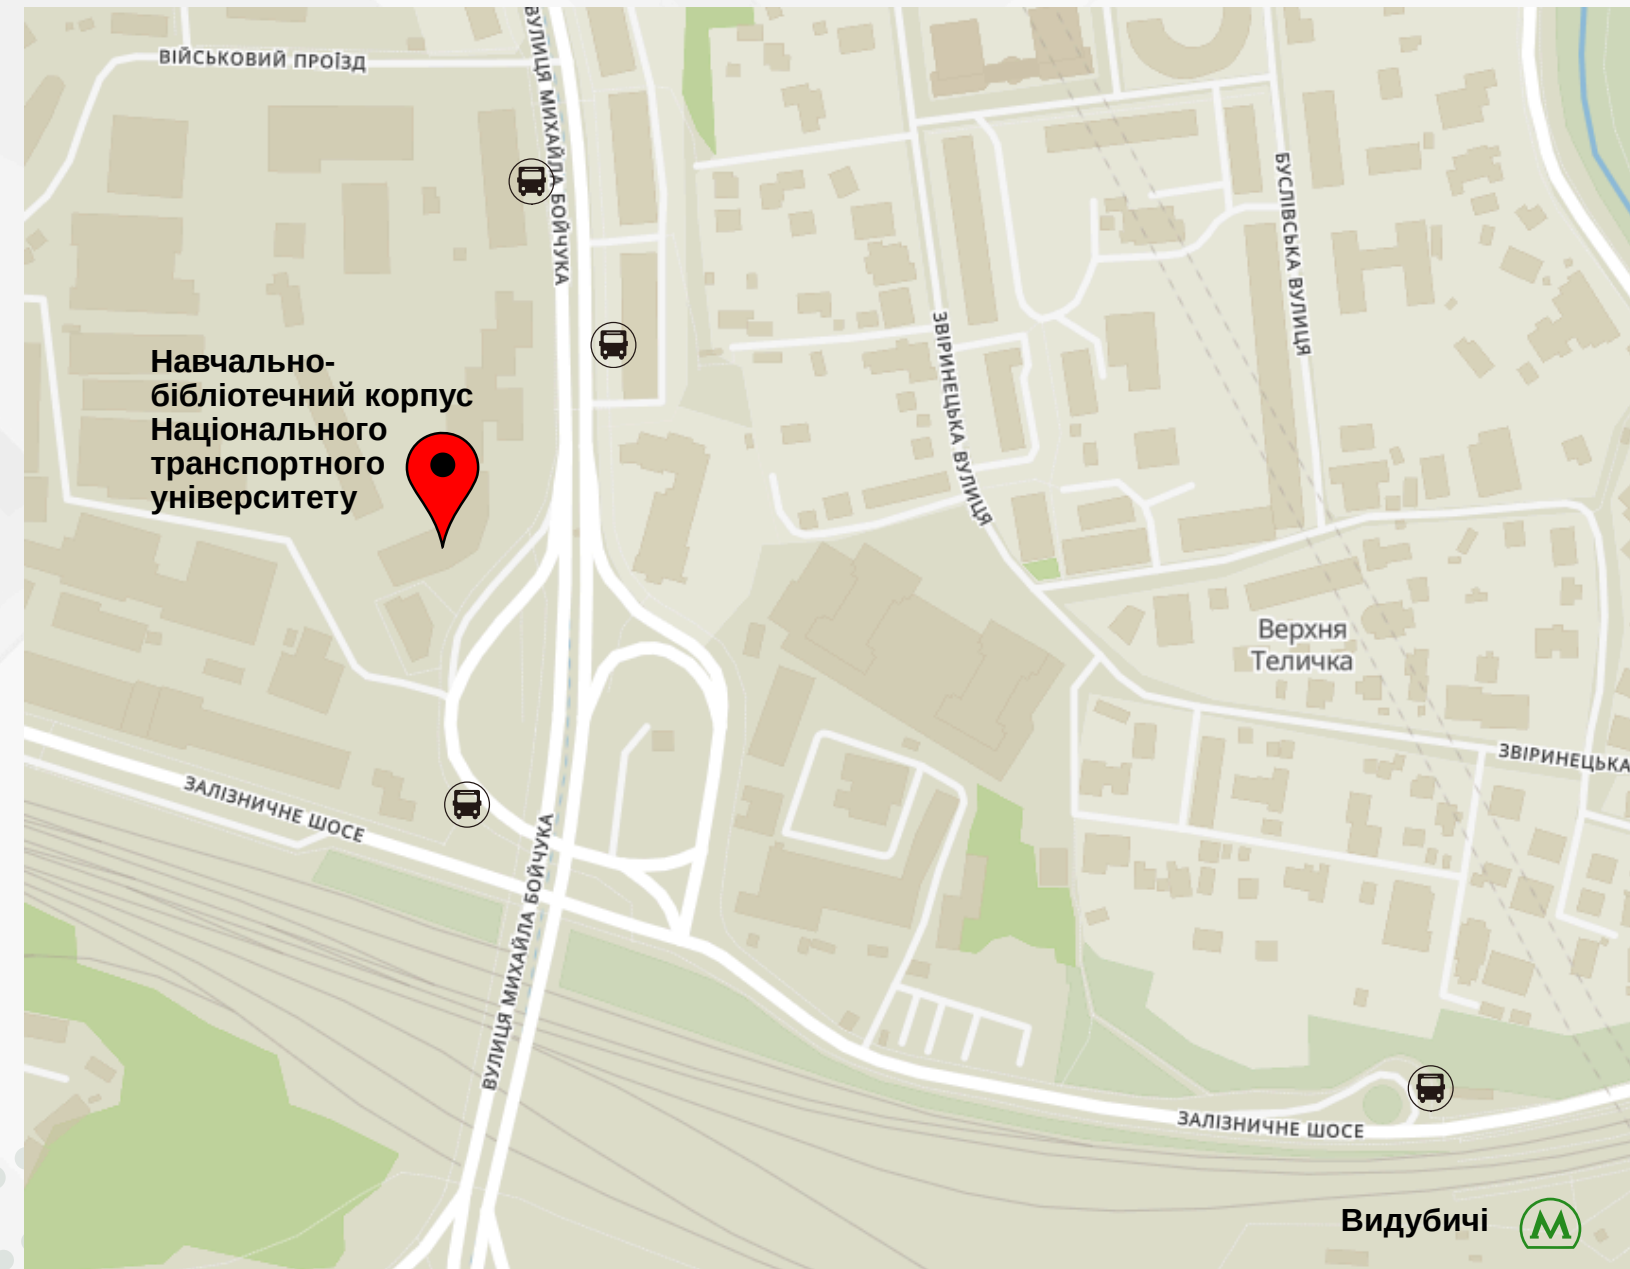 ВІЙСЬКОВИЙ ПРОЇЗД
ВУЛИЦЯ МИХАЙЛА БОЙЧУКА
БУСЛІВСЬКА ВУЛИЦЯ
ЗВІРИНЕЦЬКА ВУЛИЦЯ
Навчально-
бібліотечний корпус
Національного
транспортного
університету
Верхня
Теличка
ЗВІРИНЕЦЬКА
ЗАЛІЗНИЧНЕ ШОСЕ
ВУЛИЦЯ МИХАЙЛА БОЙЧУКА
ЗАЛІЗНИЧНЕ ШОСЕ
Видубичі
М